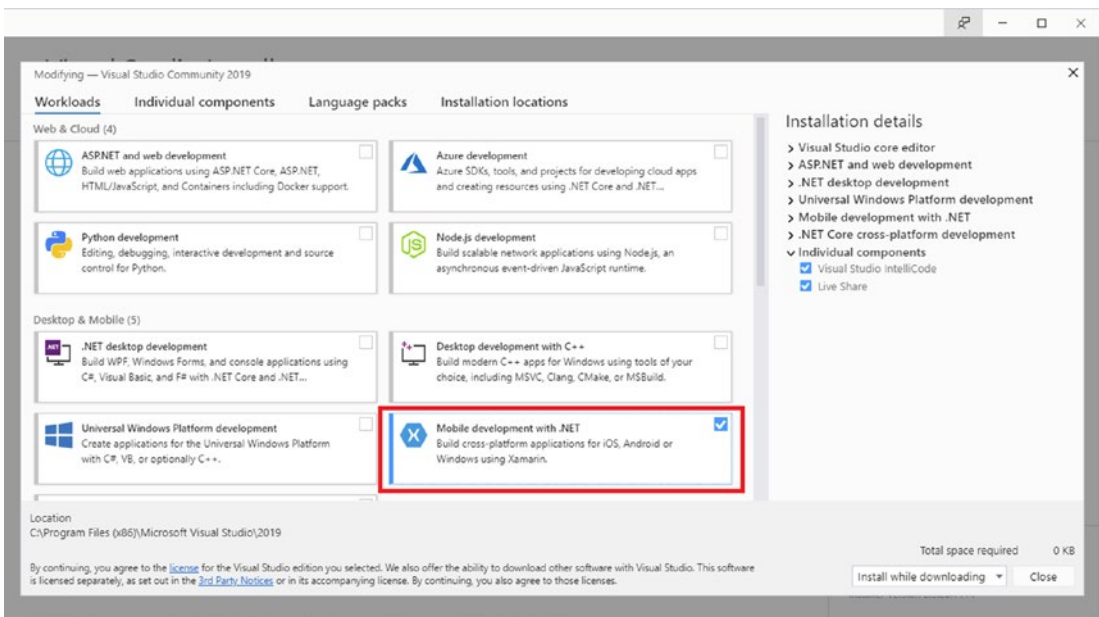 Modifying — Visual Studio Community 2019
Workloads
Individual components
Language packs
Installation locations
Web & Cloud (4)
ASP.NET and web development
Build web applications using ASP.NET Core, ASP.NET,
HTML/JavaScript, and Containers including Docker support.
Azure development
Azure SDKs, tools, and projects for developing cloud apps
and creating resources using .NET Core and .NET...
Python development
Editing, debugging, interactive development and source
control for Python.
Node.js development
Build scalable network applications using Node.js, an
asynchronous event-driven JavaScript runtime.
Desktop & Mobile (5)
.NET desktop development
Build WPF, Windows Forms, and console applications using
C#, Visual Basic, and F# with .NET Core and .NET...
Desktop development with C++
Build modern C++ apps for Windows using tools of your
choice, including MSVC, Clang, CMake, or MSBuild.
Universal Windows Platform development
Create applications for the Universal Windows Platform
with C#, VB, or optionally C++.
Mobile development with .NET
Build cross-platform applications for iOS, Android or
Windows using Xamarin.
Installation details
Visual Studio core editor
ASP.NET and web development
.NET desktop development
Universal Windows Platform development
Mobile development with .NET
.NET Core cross-platform development
Individual components
Visual Studio IntelliCode
Live Share
Location
C:\Program Files (x86)\Microsoft Visual Studio\2019
By continuing, you agree to the license for the Visual Studio edition you selected. We also offer the ability to download other software with Visual Studio. This software
is licensed separately, as set out in the 3rd Party Notices or in its accompanying license. By continuing, you also agree to those licenses.
Total space required 0 KB
Install while downloading
Close